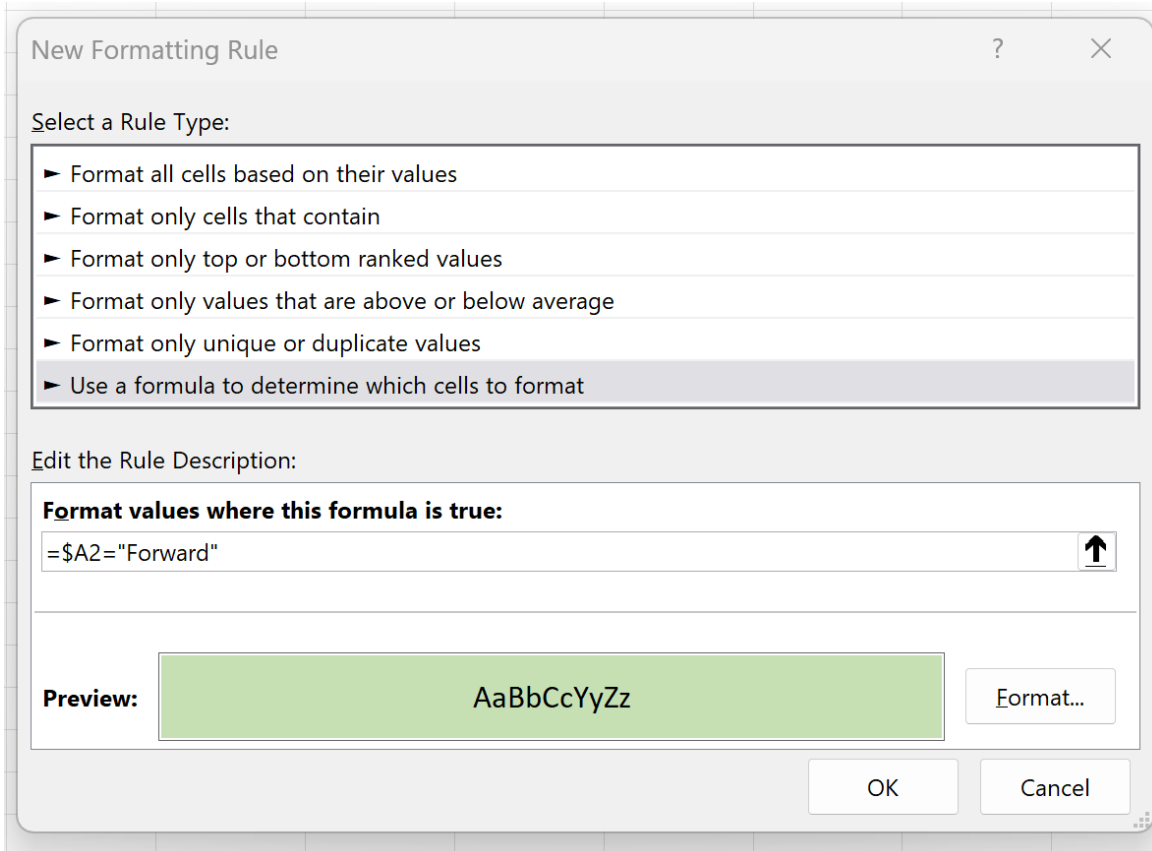 New Formatting Rule ? ×
Select a Rule Type:
► Format all cells based on their values
► Format only cells that contain
► Format only top or bottom ranked values
► Format only values that are above or below average
► Format only unique or duplicate values
► Use a formula to determine which cells to format
Edit the Rule Description:
Format values where this formula is true:
=$A2="Forward"
Preview: AaBbCcYyZz Format...
OK Cancel